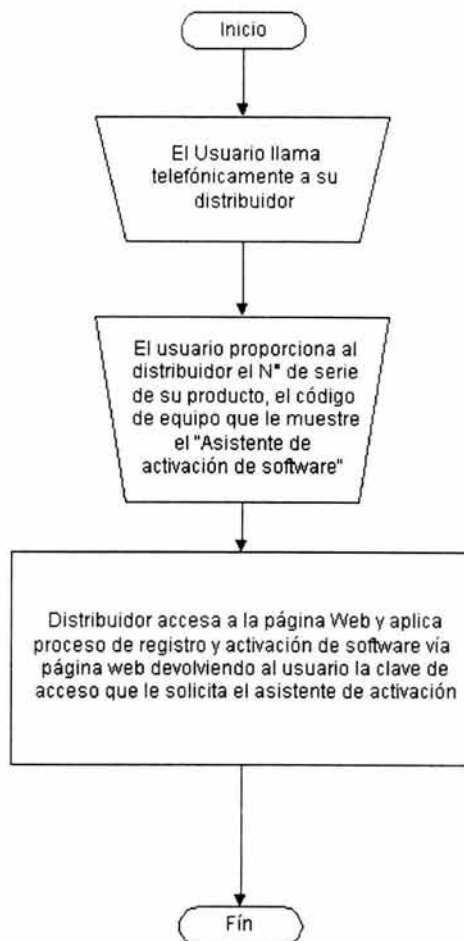 Inicio
El Usuario llama
telefónicamente a su
distribuidor
El usuario proporciona al
distribuidor el N° de serie
de su producto, el código
de equipo que le muestre
el "Asistente de
activación de software"
Distribuidor accesa a la página Web y aplica
proceso de registro y activación de software vía
página web devolviendo al usuario la clave de
acceso que le solicita el asistente de activación
Fín